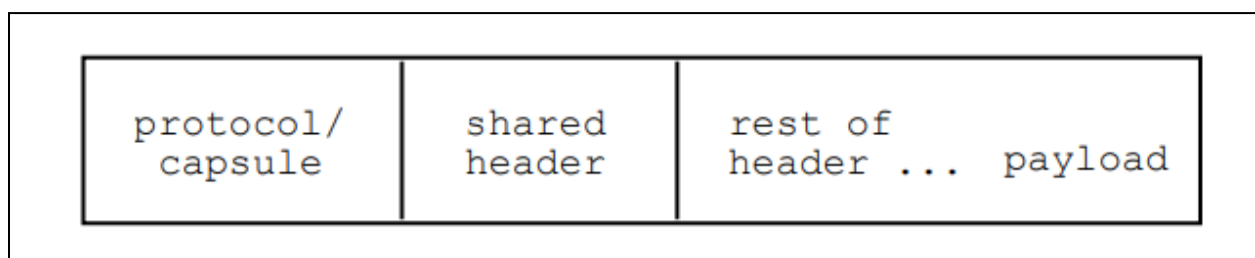 protocol/
capsule
shared
header
rest of
header ... payload